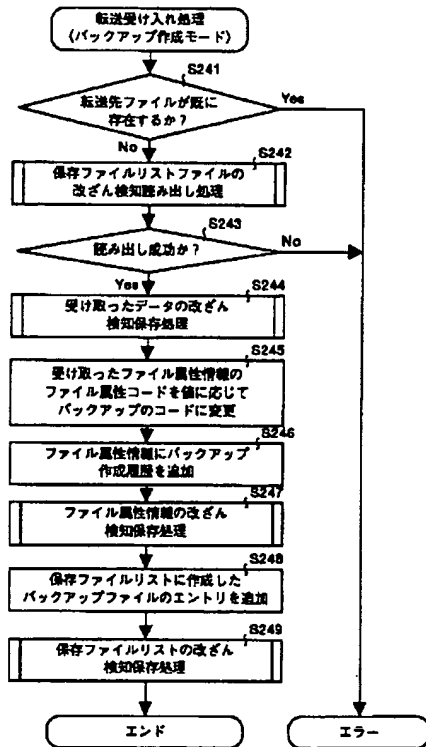 転送受け入れ処理
(バックアップ作成モード)
S241
転送先ファイルが既に
存在するか?
Yes
No
S242
保存ファイルリストファイルの
改ざん検知読み出し処理
S243
読み出し成功か?
No
Yes
S244
受け取ったデータの改ざん
検知保存処理
S245
受け取ったファイル属性情報の
ファイル属性コードを値に応じて
バックアップのコードに変更
S246
ファイル属性情報にバックアップ
作成履歴を追加
S247
ファイル属性情報の改ざん
検知保存処理
S248
保存ファイルリストに作成した
バックアップファイルのエントリを追加
S249
保存ファイルリストの改ざん
検知保存処理
エンド
エラー